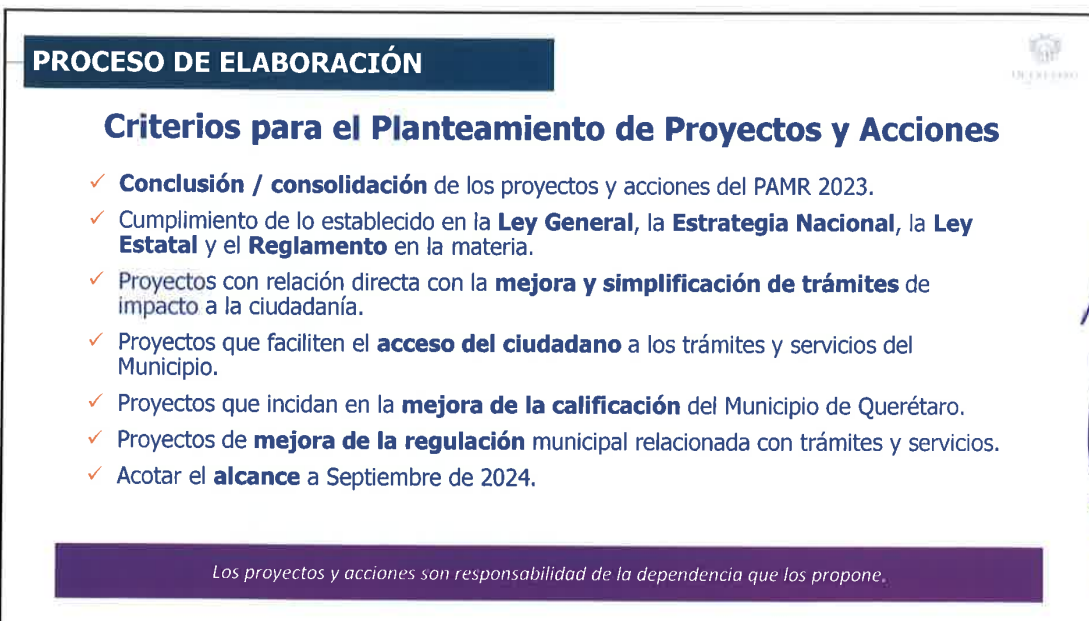 PROCESO DE ELABORACIÓN
Criterios para el Planteamiento de Proyectos y Acciones
✓ Conclusión / consolidación de los proyectos y acciones del PAMR 2023.
✓ Cumplimiento de lo establecido en la Ley General, la Estrategia Nacional, la Ley
Estatal y el Reglamento en la materia.
✓ Proyectos con relación directa con la mejora y simplificación de trámites de
impacto a la ciudadanía.
✓ Proyectos que faciliten el acceso del ciudadano a los trámites y servicios del
Municipio.
✓ Proyectos que incidan en la mejora de la calificación del Municipio de Querétaro.
✓ Proyectos de mejora de la regulación municipal relacionada con trámites y servicios.
✓ Acotar el alcance a Septiembre de 2024.
Los proyectos y acciones son responsabilidad de la dependencia que los propone.